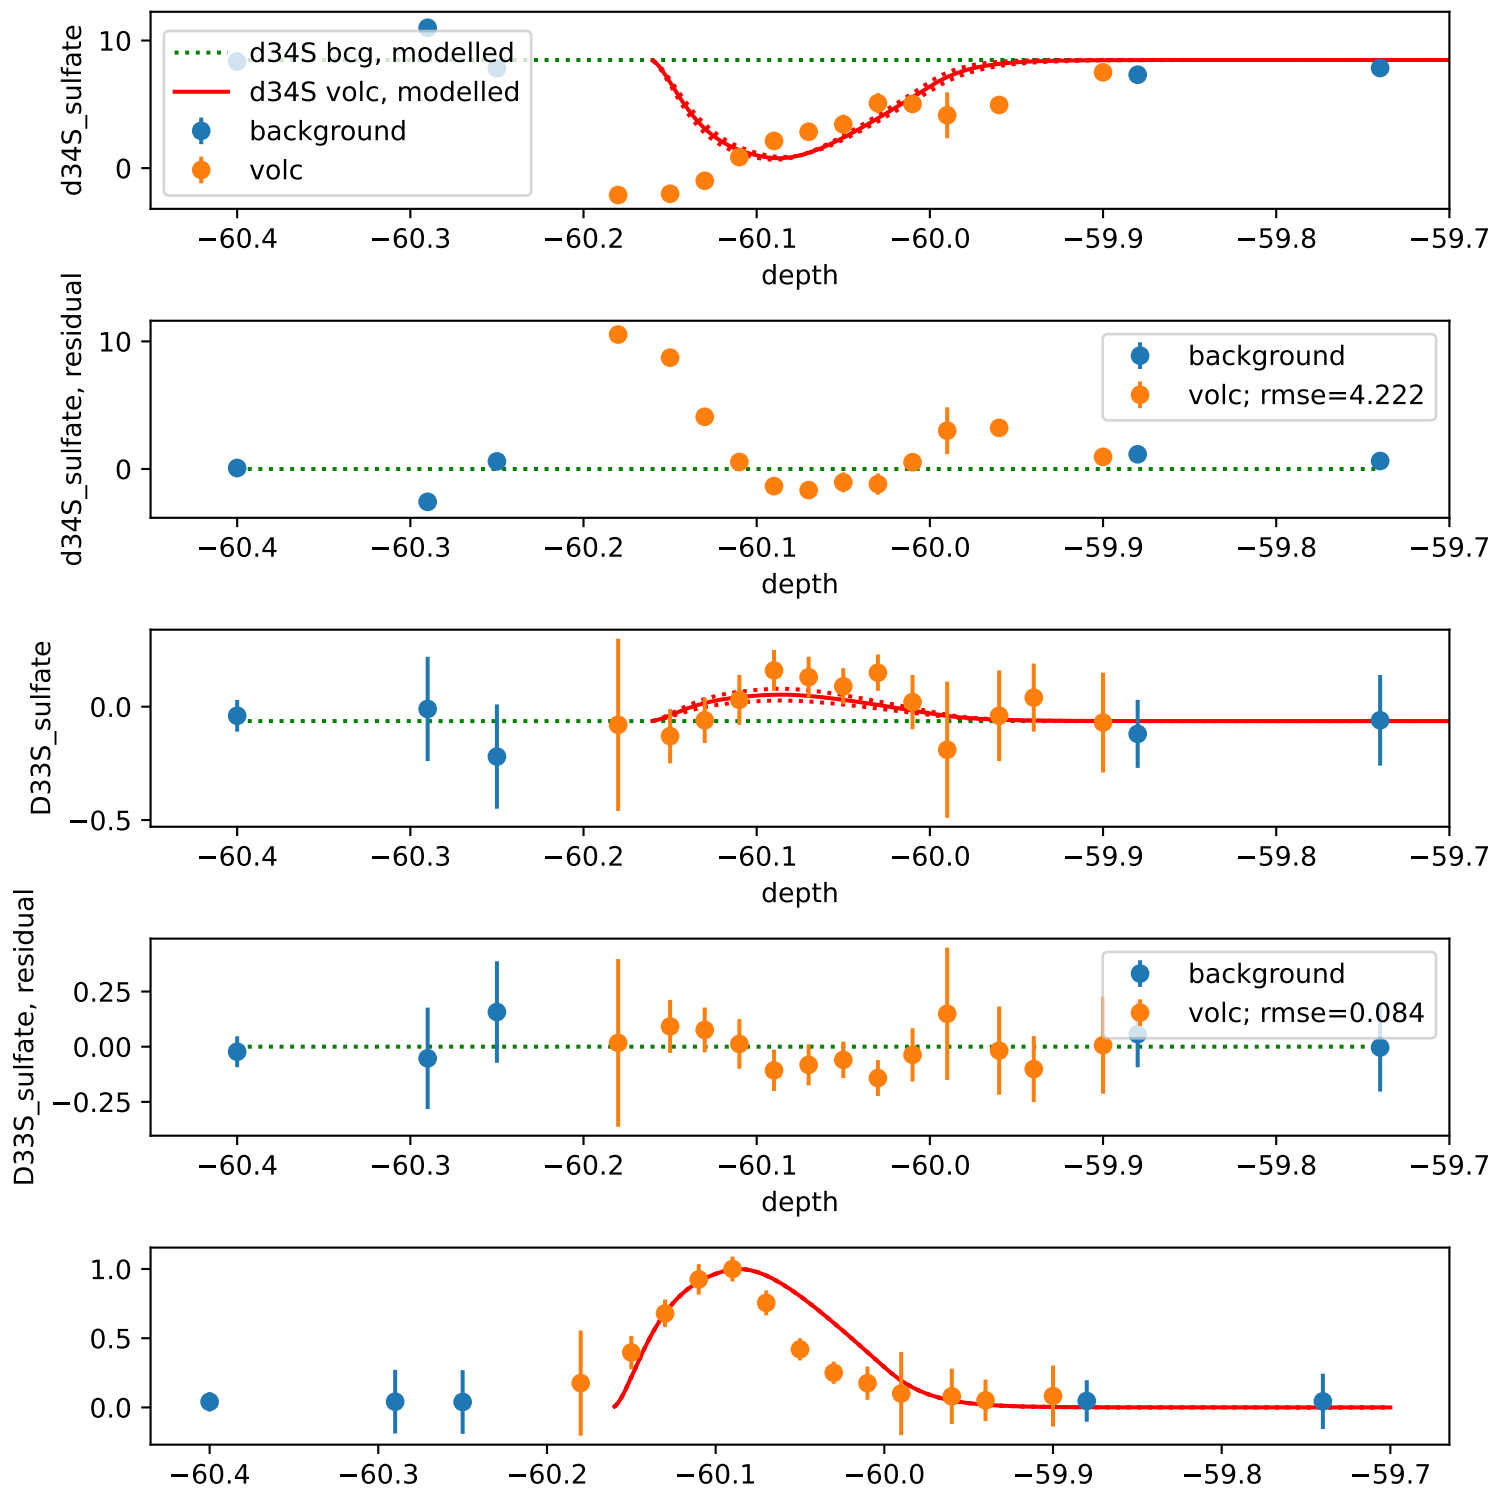 d34S_sulfate
10
0
d34S bcg, modelled
d34S volc, modelled
background
volc
−60.4 −60.3 −60.2 −60.1 −60.0 −59.9 −59.8 −59.7
depth
d34S_sulfate, residual
10
0
background
volc; rmse=4.222
−60.4 −60.3 −60.2 −60.1 −60.0 −59.9 −59.8 −59.7
depth
D33S_sulfate
0.0
−0.5
−60.4 −60.3 −60.2 −60.1 −60.0 −59.9 −59.8 −59.7
depth
D33S_sulfate, residual
0.25
0.00
−0.25
background
volc; rmse=0.084
−60.4 −60.3 −60.2 −60.1 −60.0 −59.9 −59.8 −59.7
depth
1.0
0.5
0.0
−60.4 −60.3 −60.2 −60.1 −60.0 −59.9 −59.8 −59.7